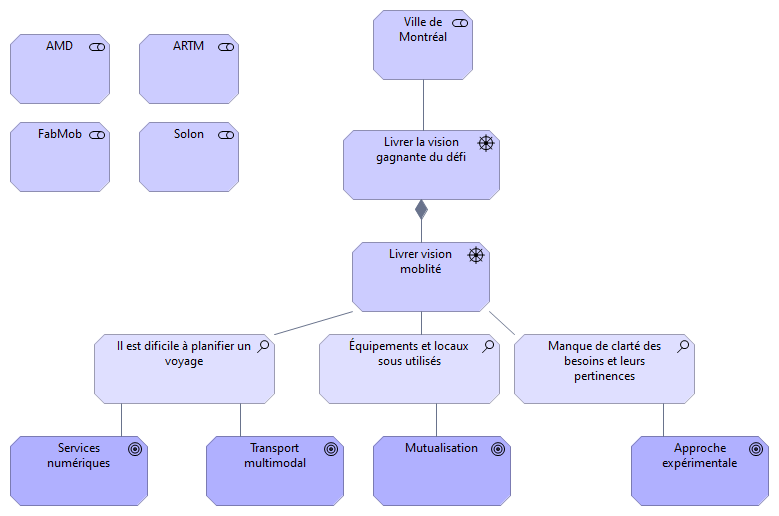 Ville de
Montréal
AMD
ARTM
FabMob
Solon
Livrer la vision
gagnante du défi
Livrer vision
moblité
Il est dificile à planifier un
voyage
Équipements et locaux
sous utilisés
Manque de clarté des
besoins et leurs
pertinences
Services
numériques
Transport
multimodal
Mutualisation
Approche
expérimentale